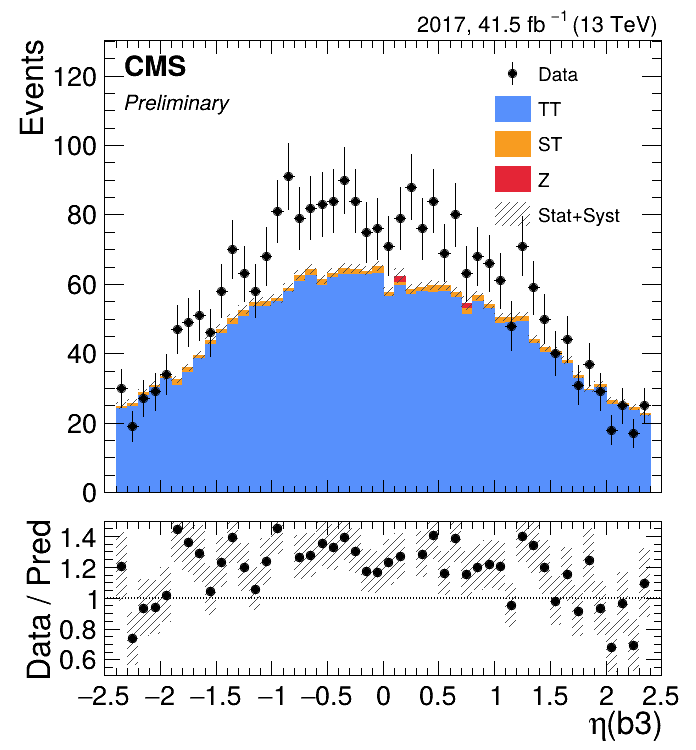 2017, 41.5 fb⁻¹ (13 TeV)
CMS
Preliminary
Data
TT
ST
Z
Stat+Syst
Events
120
100
80
60
40
20
0
Data / Pred
1.4
1.2
1
0.8
0.6
−2.5 −2 −1.5 −1 −0.5 0 0.5 1 1.5 2 2.5
η(b3)